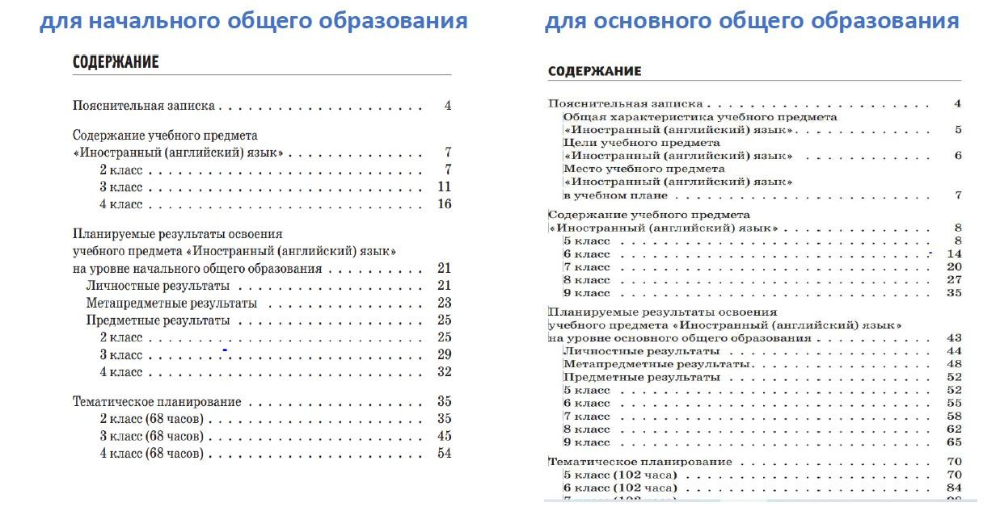 для начального общего образования
СОДЕРЖАНИЕ
Пояснительная записка . . . . . . . . . . . . . . . . . . . . . 4
Содержание учебного предмета
«Иностранный (английский) язык» . . . . . . . . . . . . . . 7
2 класс . . . . . . . . . . . . . . . . . . . . . . . . . . 7
3 класс . . . . . . . . . . . . . . . . . . . . . . . . . . 11
4 класс . . . . . . . . . . . . . . . . . . . . . . . . . . 16
Планируемые результаты освоения
учебного предмета «Иностранный (английский) язык»
на уровне начального общего образования . . . . . . . . . . 21
Личностные результаты . . . . . . . . . . . . . . . . . . . 21
Метапредметные результаты . . . . . . . . . . . . . . . . . 23
Предметные результаты . . . . . . . . . . . . . . . . . . . 25
2 класс . . . . . . . . . . . . . . . . . . . . . . . . . . 25
3 класс . . . . . . . . . . . . . . . . . . . . . . . . . . 29
4 класс . . . . . . . . . . . . . . . . . . . . . . . . . . 32
Тематическое планирование . . . . . . . . . . . . . . . . . 35
2 класс (68 часов) . . . . . . . . . . . . . . . . . . . . 35
3 класс (68 часов) . . . . . . . . . . . . . . . . . . . . 45
4 класс (68 часов) . . . . . . . . . . . . . . . . . . . . 54
для основного общего образования
СОДЕРЖАНИЕ
Пояснительная записка . . . . . . . . . . . . . . . . . . . 4
Общая характеристика учебного предмета
«Иностранный (английский) язык» . . . . . . . . . . . . . . 5
Цели учебного предмета
«Иностранный (английский) язык» . . . . . . . . . . . . . . 6
Место учебного предмета
«Иностранный (английский) язык»
в учебном плане . . . . . . . . . . . . . . . . . . . . . . 7
Содержание учебного предмета
«Иностранный (английский) язык» . . . . . . . . . . . . . . 8
5 класс . . . . . . . . . . . . . . . . . . . . . . . . . . 8
6 класс . . . . . . . . . . . . . . . . . . . . . . . . . . 14
7 класс . . . . . . . . . . . . . . . . . . . . . . . . . . 20
8 класс . . . . . . . . . . . . . . . . . . . . . . . . . . 27
9 класс . . . . . . . . . . . . . . . . . . . . . . . . . . 35
Планируемые результаты освоения
учебного предмета «Иностранный (английский) язык»
на уровне основного общего образования . . . . . . . . . . . 43
Личностные результаты . . . . . . . . . . . . . . . . . . . 44
Метапредметные результаты . . . . . . . . . . . . . . . . . 48
Предметные результаты . . . . . . . . . . . . . . . . . . . 52
5 класс . . . . . . . . . . . . . . . . . . . . . . . . . . 52
6 класс . . . . . . . . . . . . . . . . . . . . . . . . . . 55
7 класс . . . . . . . . . . . . . . . . . . . . . . . . . . 58
8 класс . . . . . . . . . . . . . . . . . . . . . . . . . . 62
9 класс . . . . . . . . . . . . . . . . . . . . . . . . . . 65
Тематическое планирование . . . . . . . . . . . . . . . . . 70
5 класс (102 часа) . . . . . . . . . . . . . . . . . . . . 70
6 класс (102 часа) . . . . . . . . . . . . . . . . . . . . 84